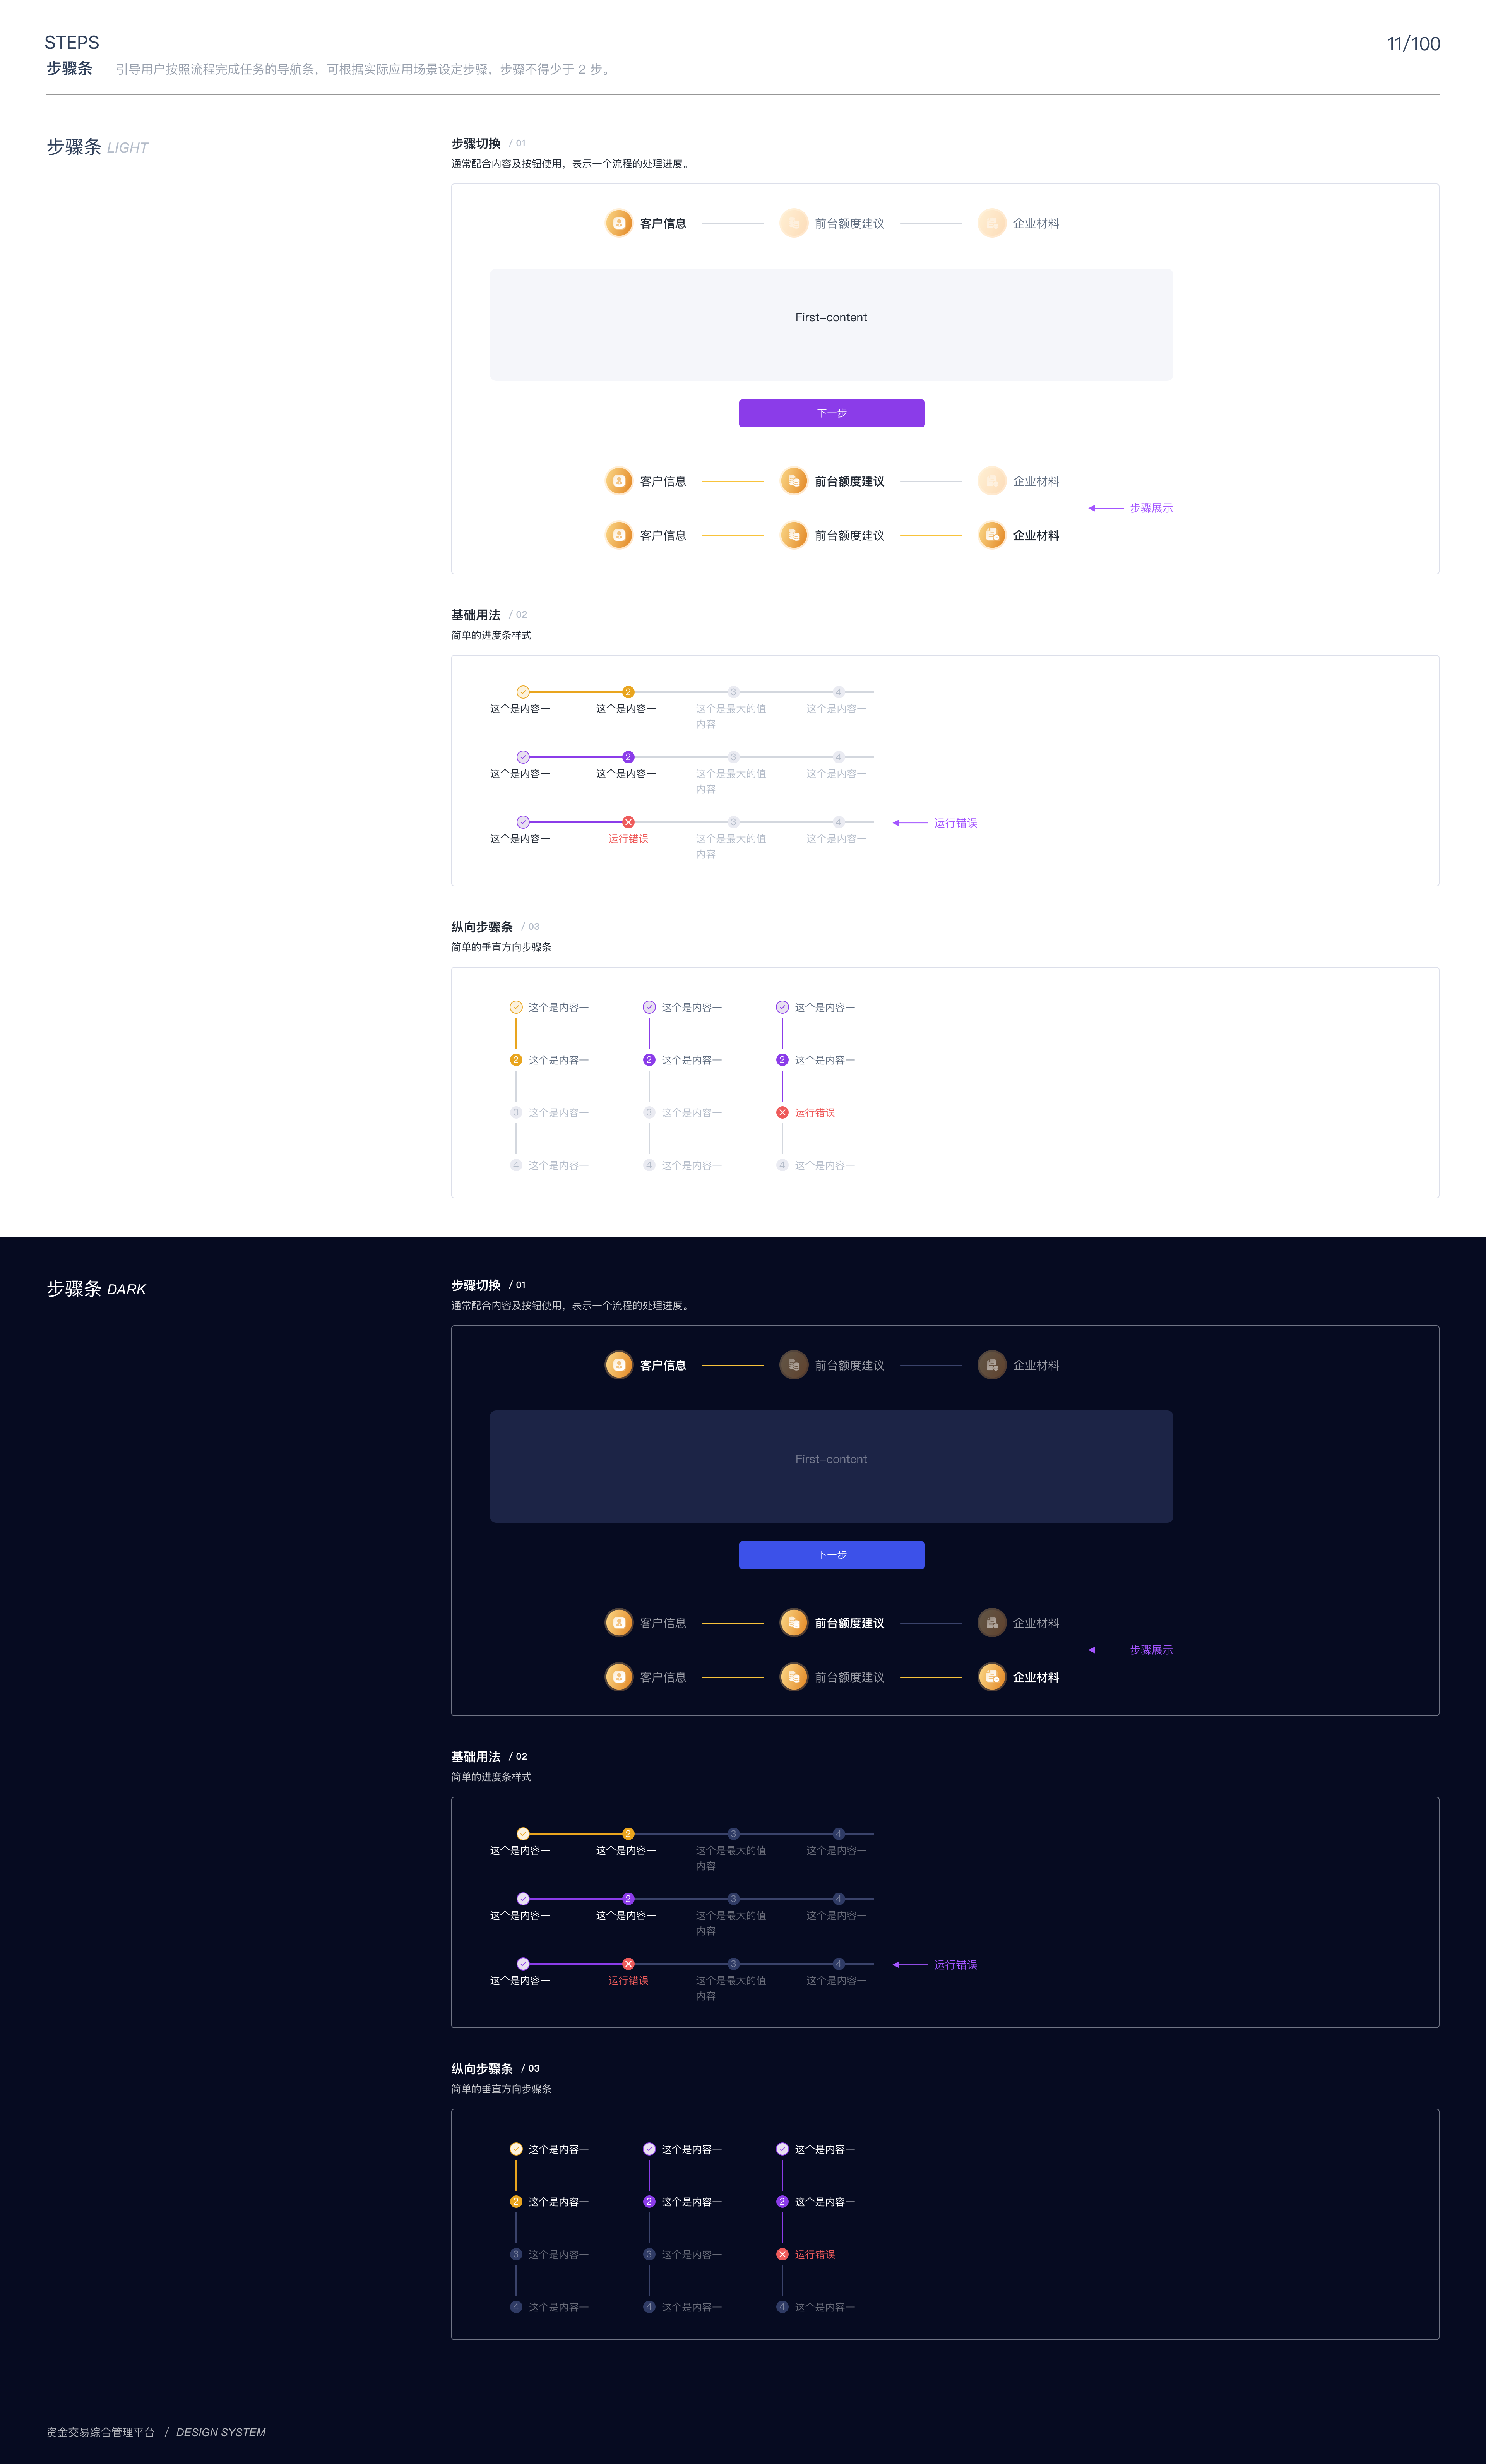 STEPS
11/100
步骤条 引导用户按照流程完成任务的导航条，可根据实际应用场景设定步骤，步骤不得少于 2 步。
步骤条 LIGHT
步骤切换 / 01
通常配合内容及按钮使用，表示一个流程的处理进度。
客户信息 前台额度建议 企业材料
First-content
下一步
客户信息 前台额度建议 企业材料
步骤展示
客户信息 前台额度建议 企业材料
基础用法 / 02
简单的进度条样式
2 3 4
这个是内容一 这个是内容一 这个是最大的值 这个是内容一
内容
2 3 4
这个是内容一 这个是内容一 这个是最大的值 这个是内容一
内容
3 4 运行错误
这个是内容一 运行错误 这个是最大的值 这个是内容一
内容
纵向步骤条 / 03
简单的垂直方向步骤条
这个是内容一 这个是内容一 这个是内容一
2 这个是内容一 2 这个是内容一 2 这个是内容一
3 这个是内容一 3 这个是内容一 运行错误
4 这个是内容一 4 这个是内容一 4 这个是内容一
步骤条 DARK
步骤切换 / 01
通常配合内容及按钮使用，表示一个流程的处理进度。
客户信息 前台额度建议 企业材料
First-content
下一步
客户信息 前台额度建议 企业材料
步骤展示
客户信息 前台额度建议 企业材料
基础用法 / 02
简单的进度条样式
2 3 4
这个是内容一 这个是内容一 这个是最大的值 这个是内容一
内容
2 3 4
这个是内容一 这个是内容一 这个是最大的值 这个是内容一
内容
3 4 运行错误
这个是内容一 运行错误 这个是最大的值 这个是内容一
内容
纵向步骤条 / 03
简单的垂直方向步骤条
这个是内容一 这个是内容一 这个是内容一
2 这个是内容一 2 这个是内容一 2 这个是内容一
3 这个是内容一 3 这个是内容一 运行错误
4 这个是内容一 4 这个是内容一 4 这个是内容一
资金交易综合管理平台 / DESIGN SYSTEM